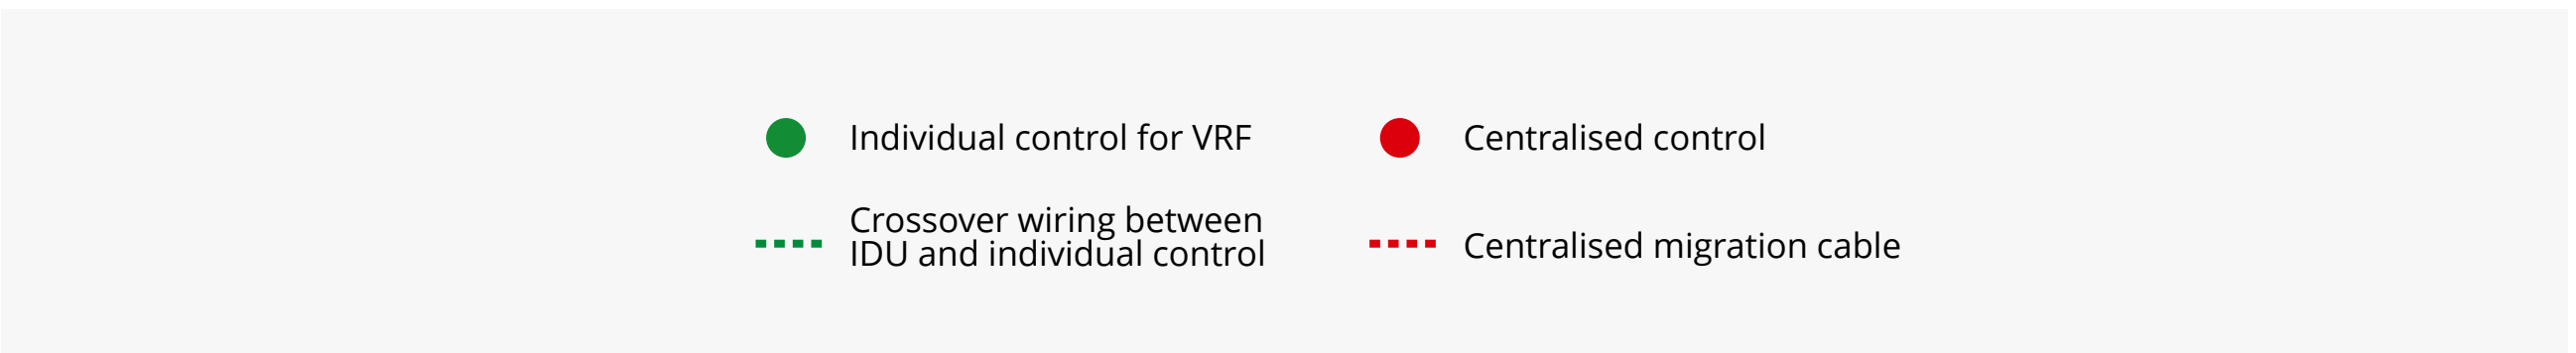 Individual control for VRF
Centralised control
Crossover wiring between
IDU and individual control
Centralised migration cable